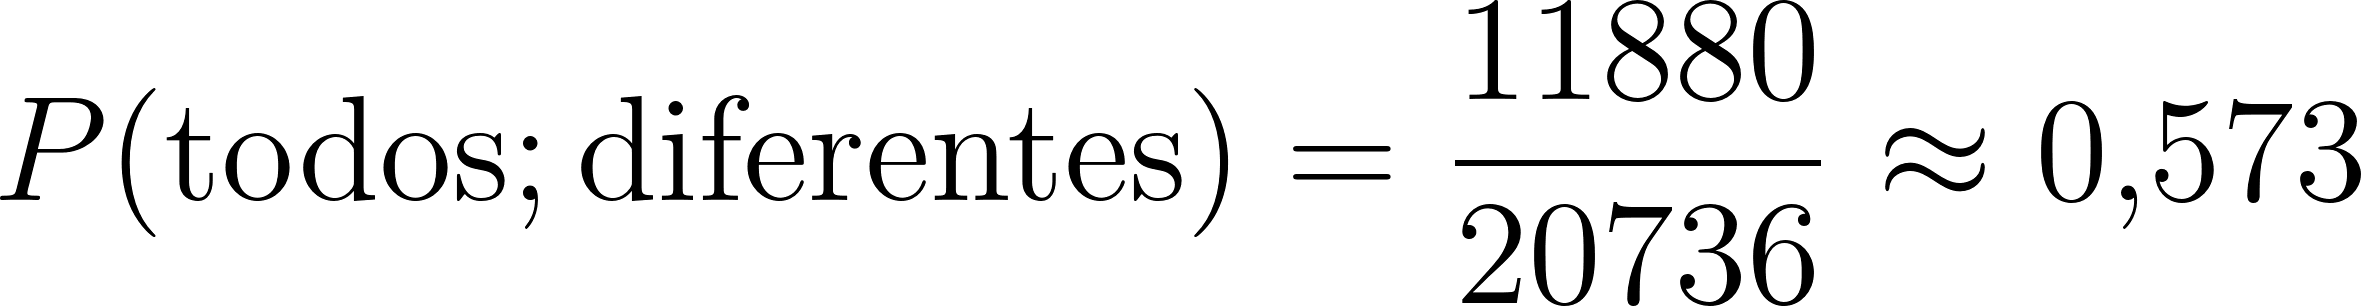 P(todos; diferentes) = 11880/20736 ≈ 0,573